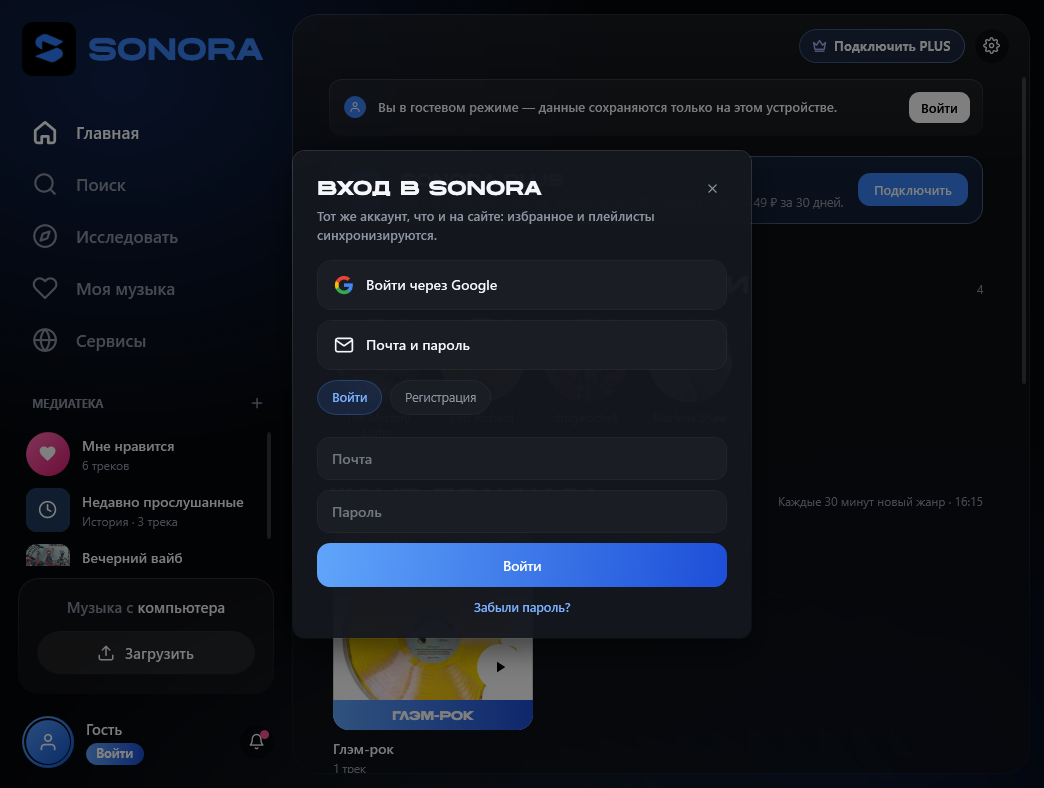 SONORA
Подключить PLUS
Вы в гостевом режиме — данные сохраняются только на этом устройстве.
Войти
Главная
Поиск
Исследовать
Моя музыка
Сервисы
МЕДИАТЕКА
Мне нравится
6 треков
Недавно прослушанные
История · 3 трека
Вечерний вайб
Музыка с компьютера
Загрузить
Гость
Войти
ВХОД В SONORA
Тот же аккаунт, что и на сайте: избранное и плейлисты
синхронизируются.
Войти через Google
Почта и пароль
Войти
Регистрация
Почта
Пароль
Войти
Забыли пароль?
49 ₽ за 30 дней.
Подключить
4
Каждые 30 минут новый жанр · 16:15
ГЛЭМ-РОК
Глэм-рок
1 трек